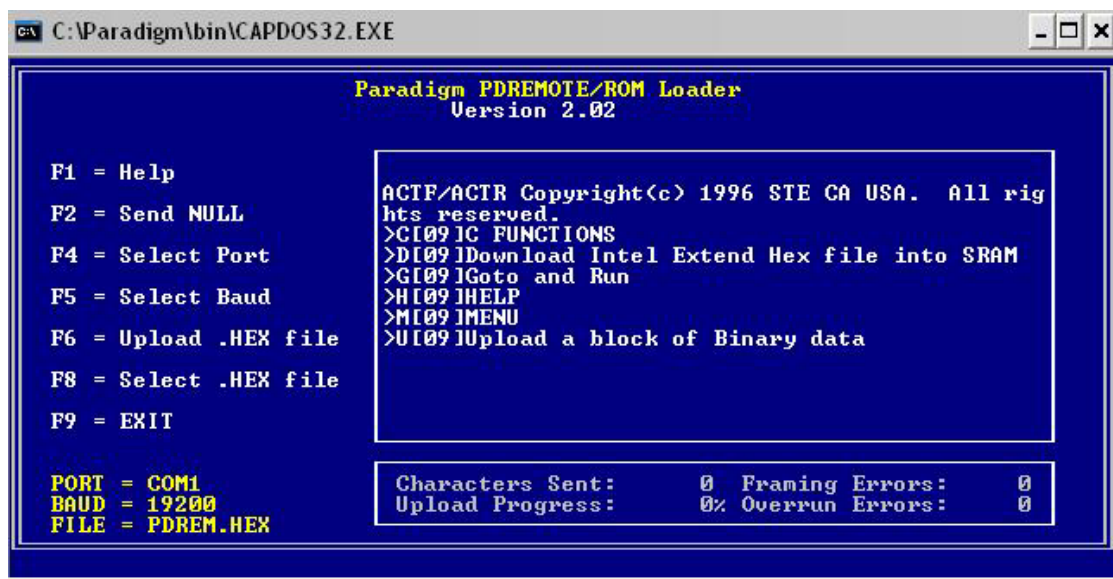 C:\Paradigm\bin\CAPDOS32.EXE
Paradigm PDREMOTE/ROM Loader
Version 2.02
F1 = Help
F2 = Send NULL
F4 = Select Port
F5 = Select Baud
F6 = Upload .HEX file
F8 = Select .HEX file
F9 = EXIT
ACTF/ACTR Copyright(c) 1996 STE CA USA.  All rig
hts reserved.
>C[09]C FUNCTIONS
>D[09]Download Intel Extend Hex file into SRAM
>G[09]Goto and Run
>H[09]HELP
>M[09]MENU
>U[09]Upload a block of Binary data
PORT = COM1
BAUD = 19200
FILE = PDREM.HEX
Characters Sent: 0 Framing Errors: 0
Upload Progress: 0% Overrun Errors: 0